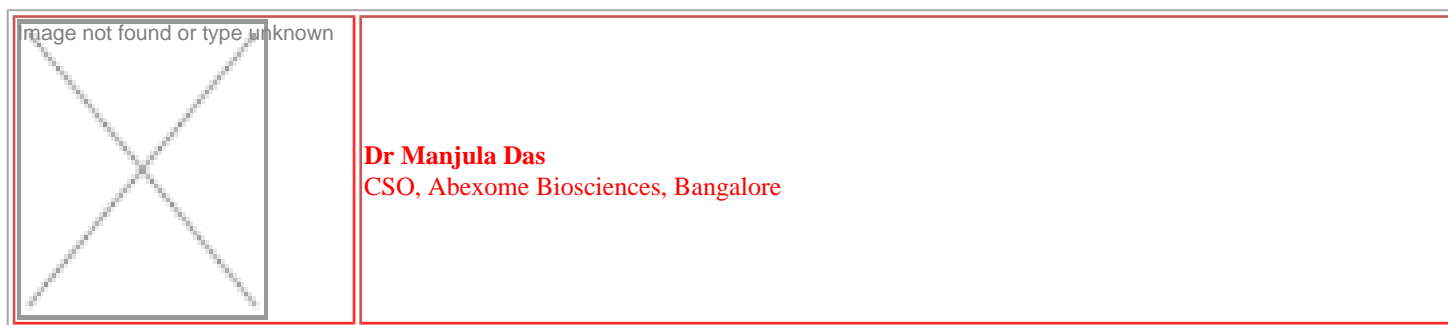 Image not found or type unknown
Dr Manjula Das
CSO, Abexome Biosciences, Bangalore